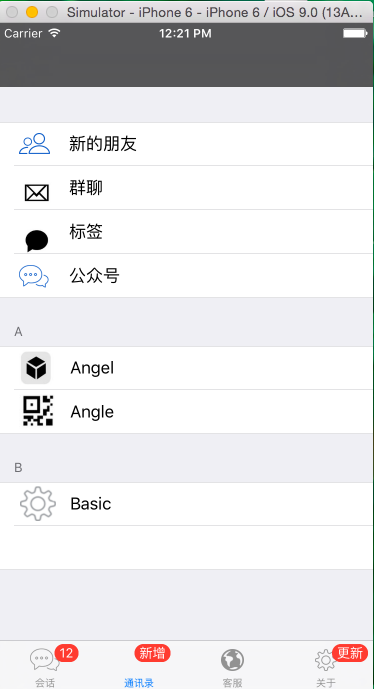 Simulator - iPhone 6 - iPhone 6 / iOS 9.0 (13A…
Carrier 12:21 PM
新的朋友
群聊
标签
公众号
A
Angel
Angle
B
Basic
12 新增 更新
会话 通讯录 客服 关于